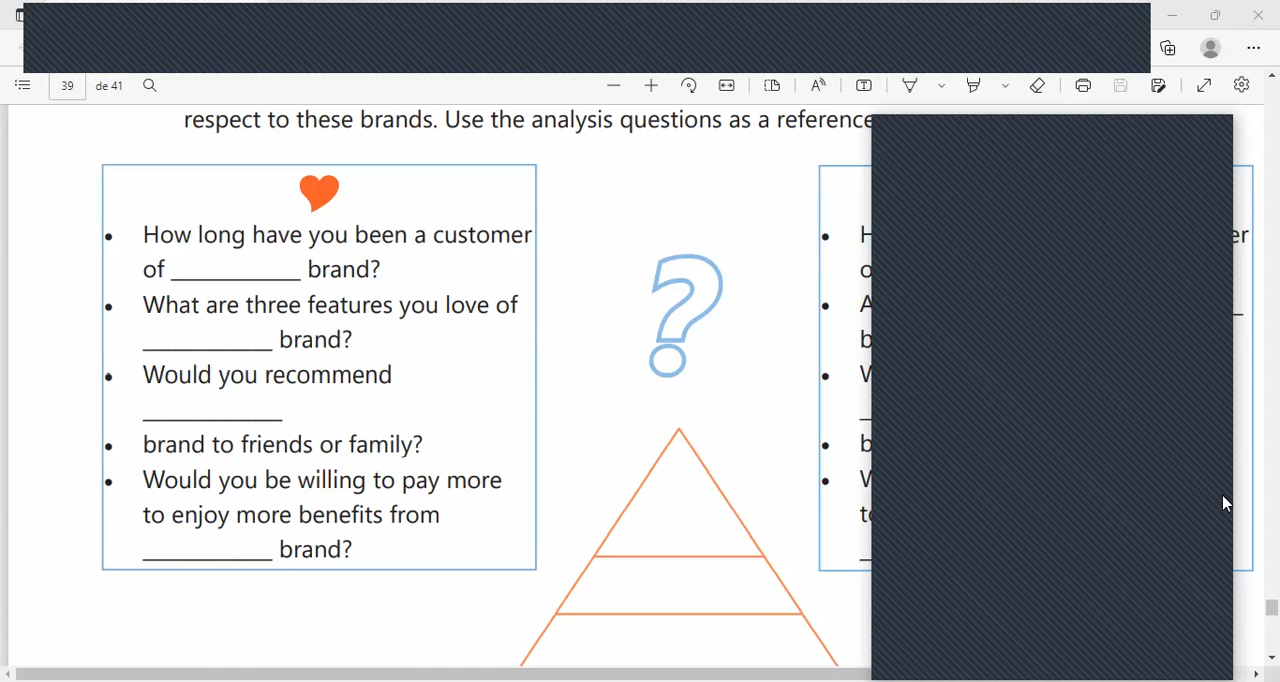 39 de 41
respect to these brands. Use the analysis questions as a reference
• How long have you been a customer
of ___________ brand?
• What are three features you love of
___________ brand?
• Would you recommend
____________
• brand to friends or family?
• Would you be willing to pay more
to enjoy more benefits from
___________ brand?
?